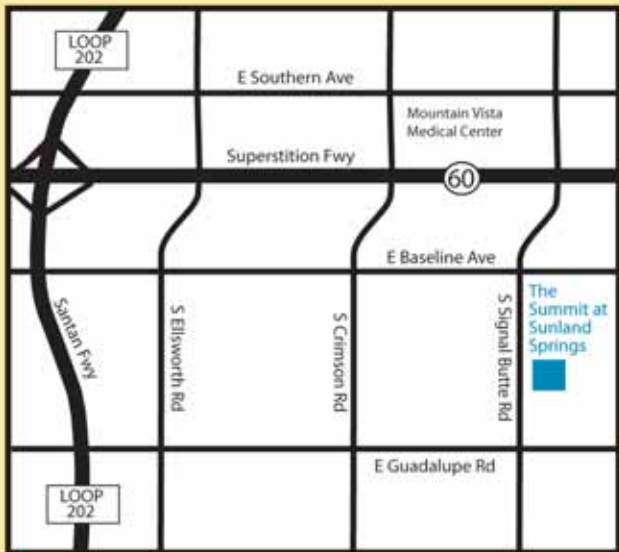 LOOP
202
E Southern Ave
Mountain Vista
Medical Center
Superstition Fwy
60
E Baseline Ave
Santan Fwy
S Ellsworth Rd
S Crimson Rd
S Signal Butte Rd
The
Summit at
Sunland
Springs
E Guadalupe Rd
LOOP
202